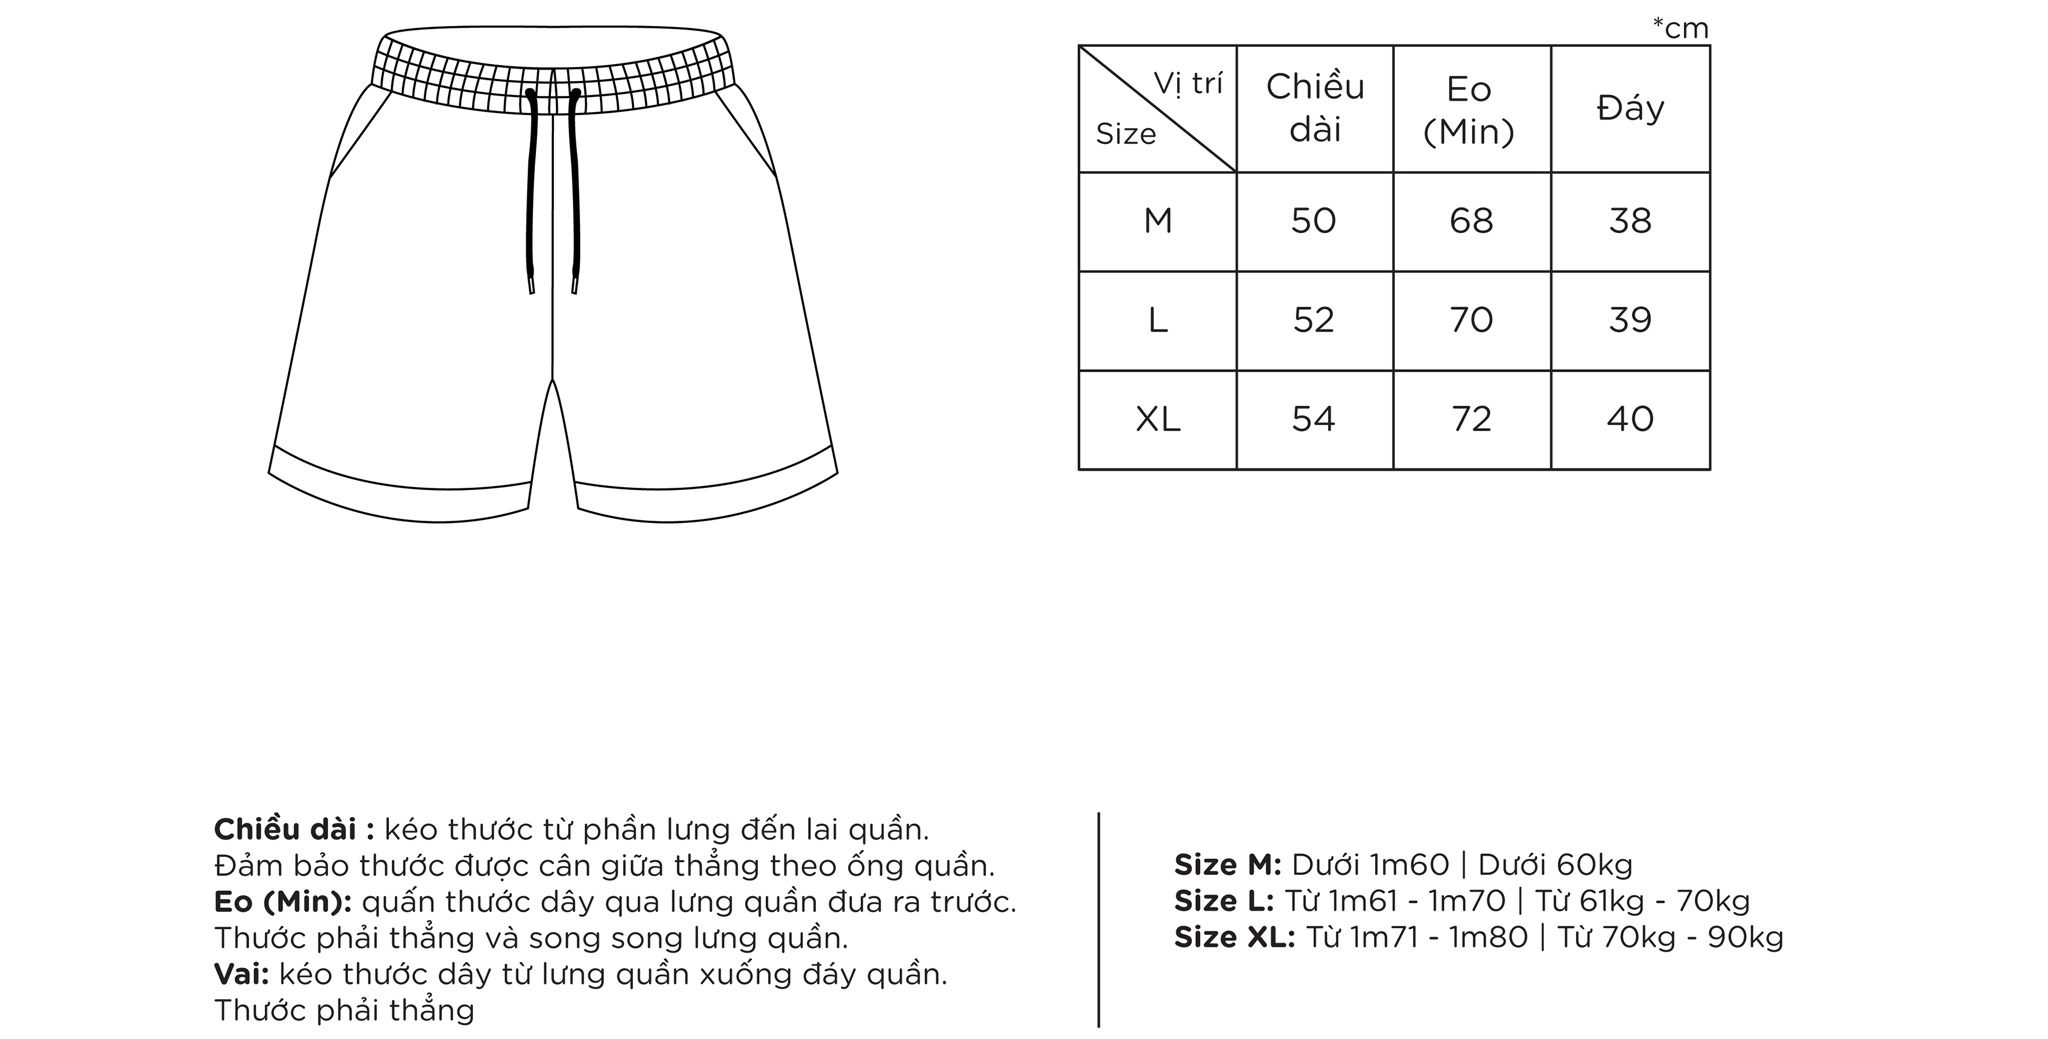 *cm
Vị trí
Size
Chiều
dài
Eo
(Min)
Đáy
M 50 68 38
L 52 70 39
XL 54 72 40
Chiều dài : kéo thước từ phần lưng đến lai quần.
Đảm bảo thước được cân giữa thẳng theo ống quần.
Eo (Min): quấn thước dây qua lưng quần đưa ra trước.
Thước phải thẳng và song song lưng quần.
Vai: kéo thước dây từ lưng quần xuống đáy quần.
Thước phải thẳng
Size M: Dưới 1m60 | Dưới 60kg
Size L: Từ 1m61 - 1m70 | Từ 61kg - 70kg
Size XL: Từ 1m71 - 1m80 | Từ 70kg - 90kg